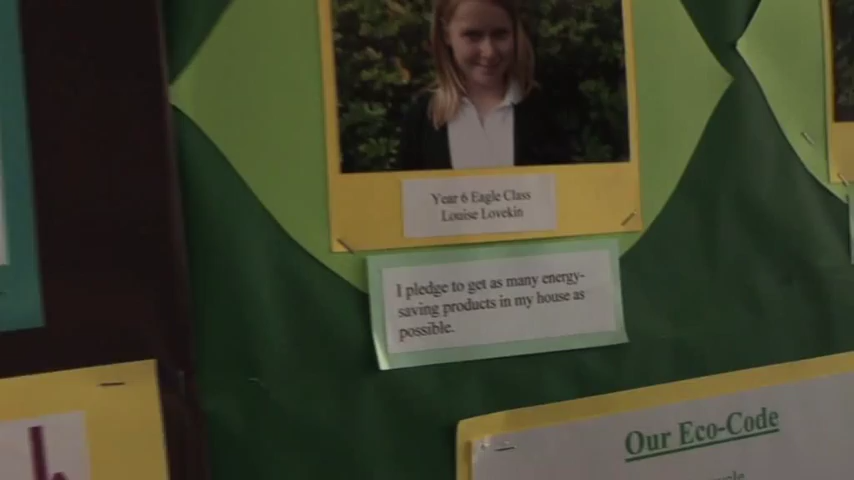 Year 6 Eagle Class
Louise Lovekin
I pledge to get as many energy-
saving products in my house as
possible.
Our Eco-Code